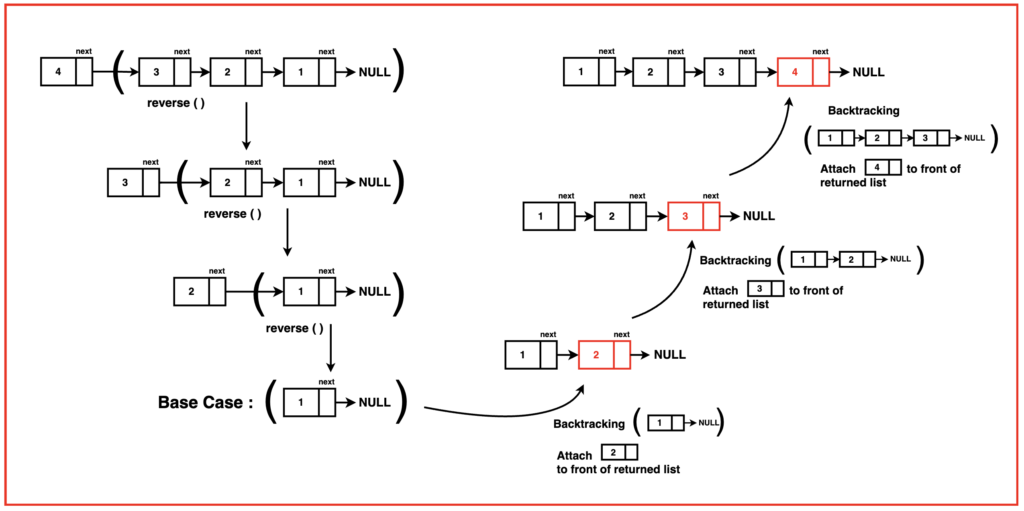 next next next next
4 ( 3 2 1 NULL )
reverse ( )
next next next
3 ( 2 1 NULL )
reverse ( )
next next
2 ( 1 NULL )
reverse ( )
next
Base Case : ( 1 NULL )
next next next next
1 2 3 4 NULL
Backtracking
( 1 2 3 NULL )
Attach 4 to front of
returned list
next next next
1 2 3 NULL
Backtracking ( 1 2 NULL )
Attach 3 to front of
returned list
next next
1 2 NULL
Backtracking ( 1 NULL )
Attach 2
to front of returned list